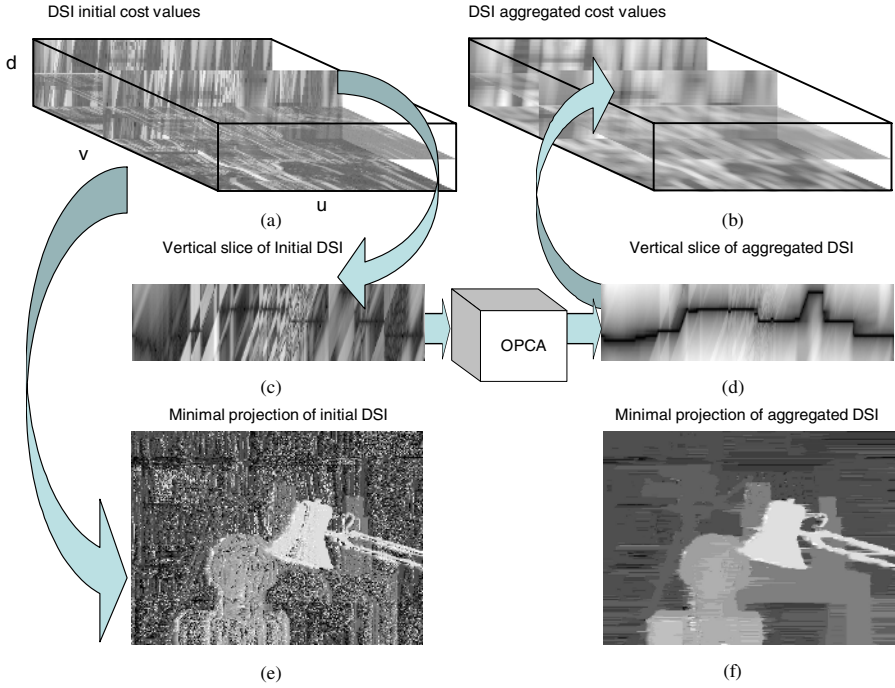 DSI initial cost values
DSI aggregated cost values
d
v
u
(a)
(b)
Vertical slice of Initial DSI
Vertical slice of aggregated DSI
OPCA
(c)
(d)
Minimal projection of initial DSI
Minimal projection of aggregated DSI
(e)
(f)